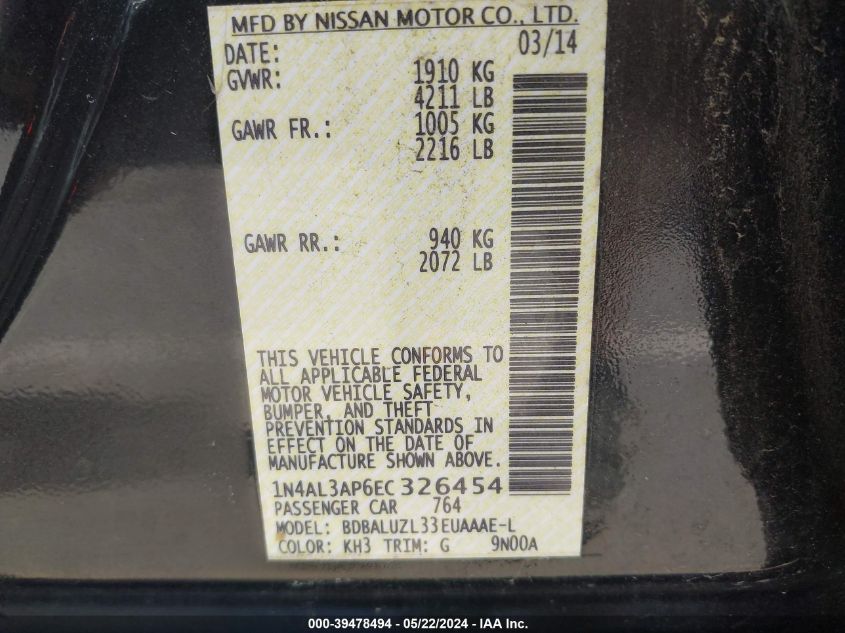 MFD BY NISSAN MOTOR CO., LTD.
DATE: 03/14
GVWR: 1910 KG
4211 LB
GAWR FR.: 1005 KG
2216 LB
GAWR RR.: 940 KG
2072 LB
THIS VEHICLE CONFORMS TO
ALL APPLICABLE FEDERAL
MOTOR VEHICLE SAFETY,
BUMPER, AND THEFT
PREVENTION STANDARDS IN
EFFECT ON THE DATE OF
MANUFACTURE SHOWN ABOVE.
1N4AL3AP6EC 326454
PASSENGER CAR 764
MODEL: BDBALUZL33EUAAAE-L
COLOR: KH3 TRIM: G 9N00A
000-39478494 - 05/22/2024 - IAA Inc.